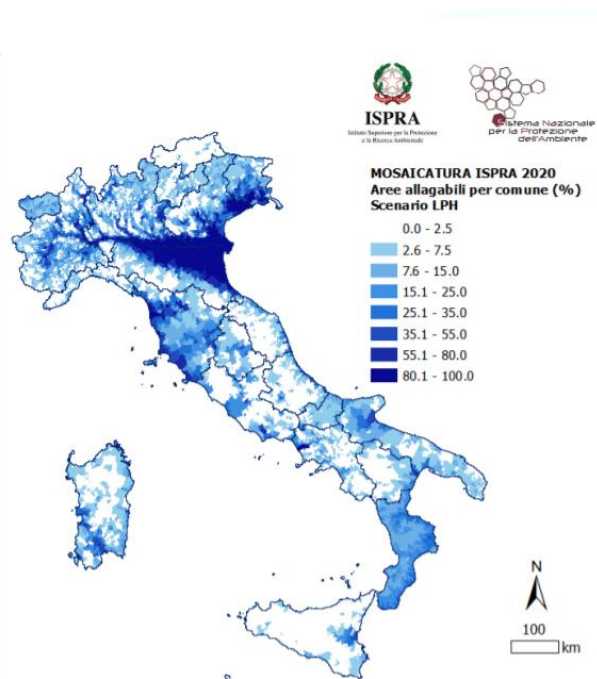 ISPRA
Istituto Superiore per la Protezione
e la Ricerca Ambientale
Sistema Nazionale
per la Protezione
dell'Ambiente
MOSAICATURA ISPRA 2020
Aree allagabili per comune (%)
Scenario LPH
0.0 - 2.5
2.6 - 7.5
7.6 - 15.0
15.1 - 25.0
25.1 - 35.0
35.1 - 55.0
55.1 - 80.0
80.1 - 100.0
N
100
km